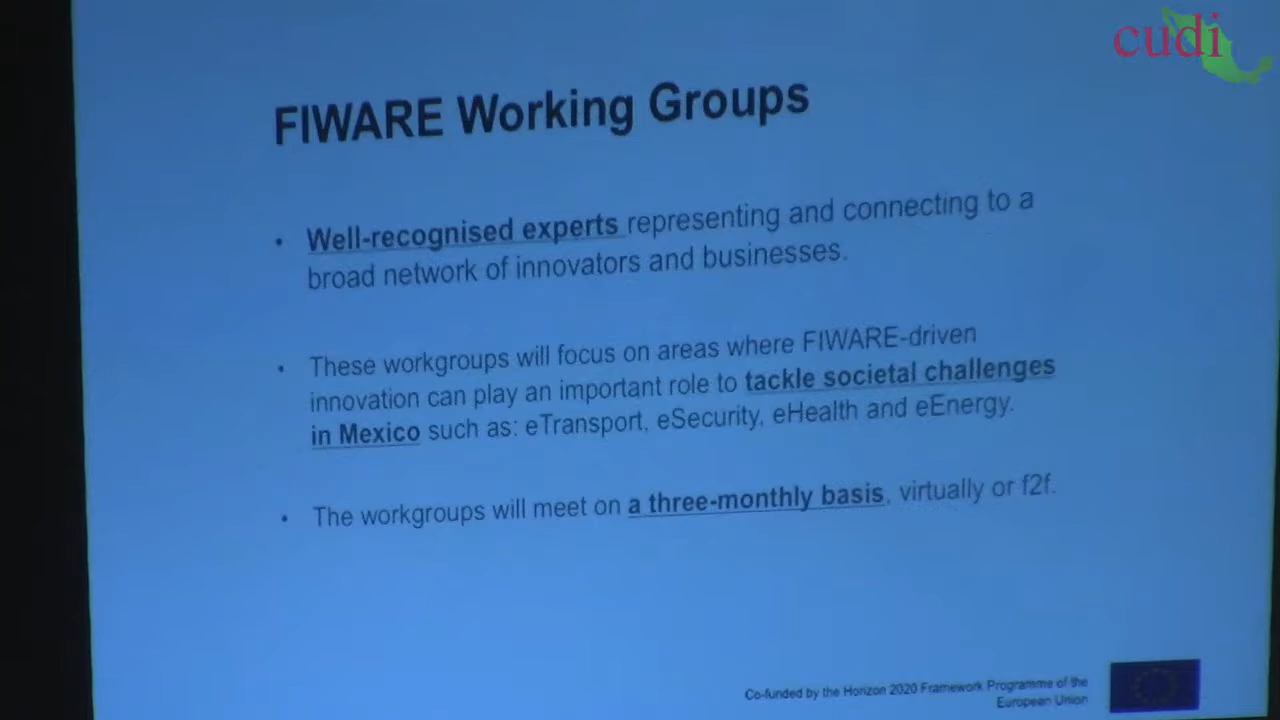 cudi
FIWARE Working Groups
• Well-recognised experts representing and connecting to a
broad network of innovators and businesses.
• These workgroups will focus on areas where FIWARE-driven
innovation can play an important role to tackle societal challenges
in Mexico such as: eTransport, eSecurity, eHealth and eEnergy.
• The workgroups will meet on a three-monthly basis, virtually or f2f.
Co-funded by the Horizon 2020 Framework Programme of the
European Union